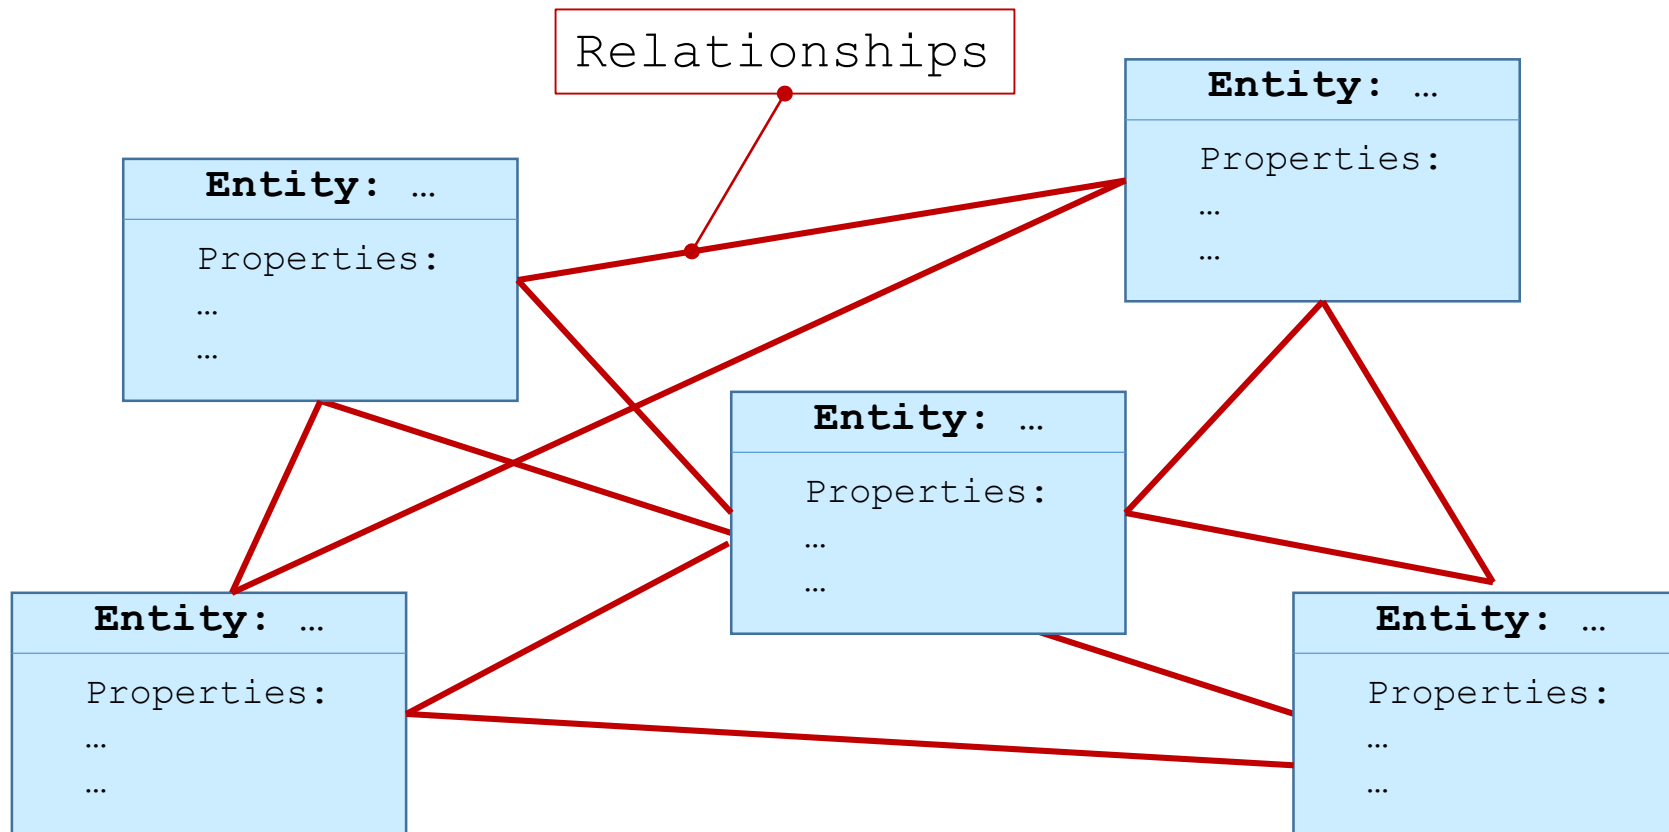 Relationships
Entity: …
Properties:
…
…
Entity: …
Properties:
…
…
Entity: …
Properties:
…
…
Entity: …
Properties:
…
…
Entity: …
Properties:
…
…